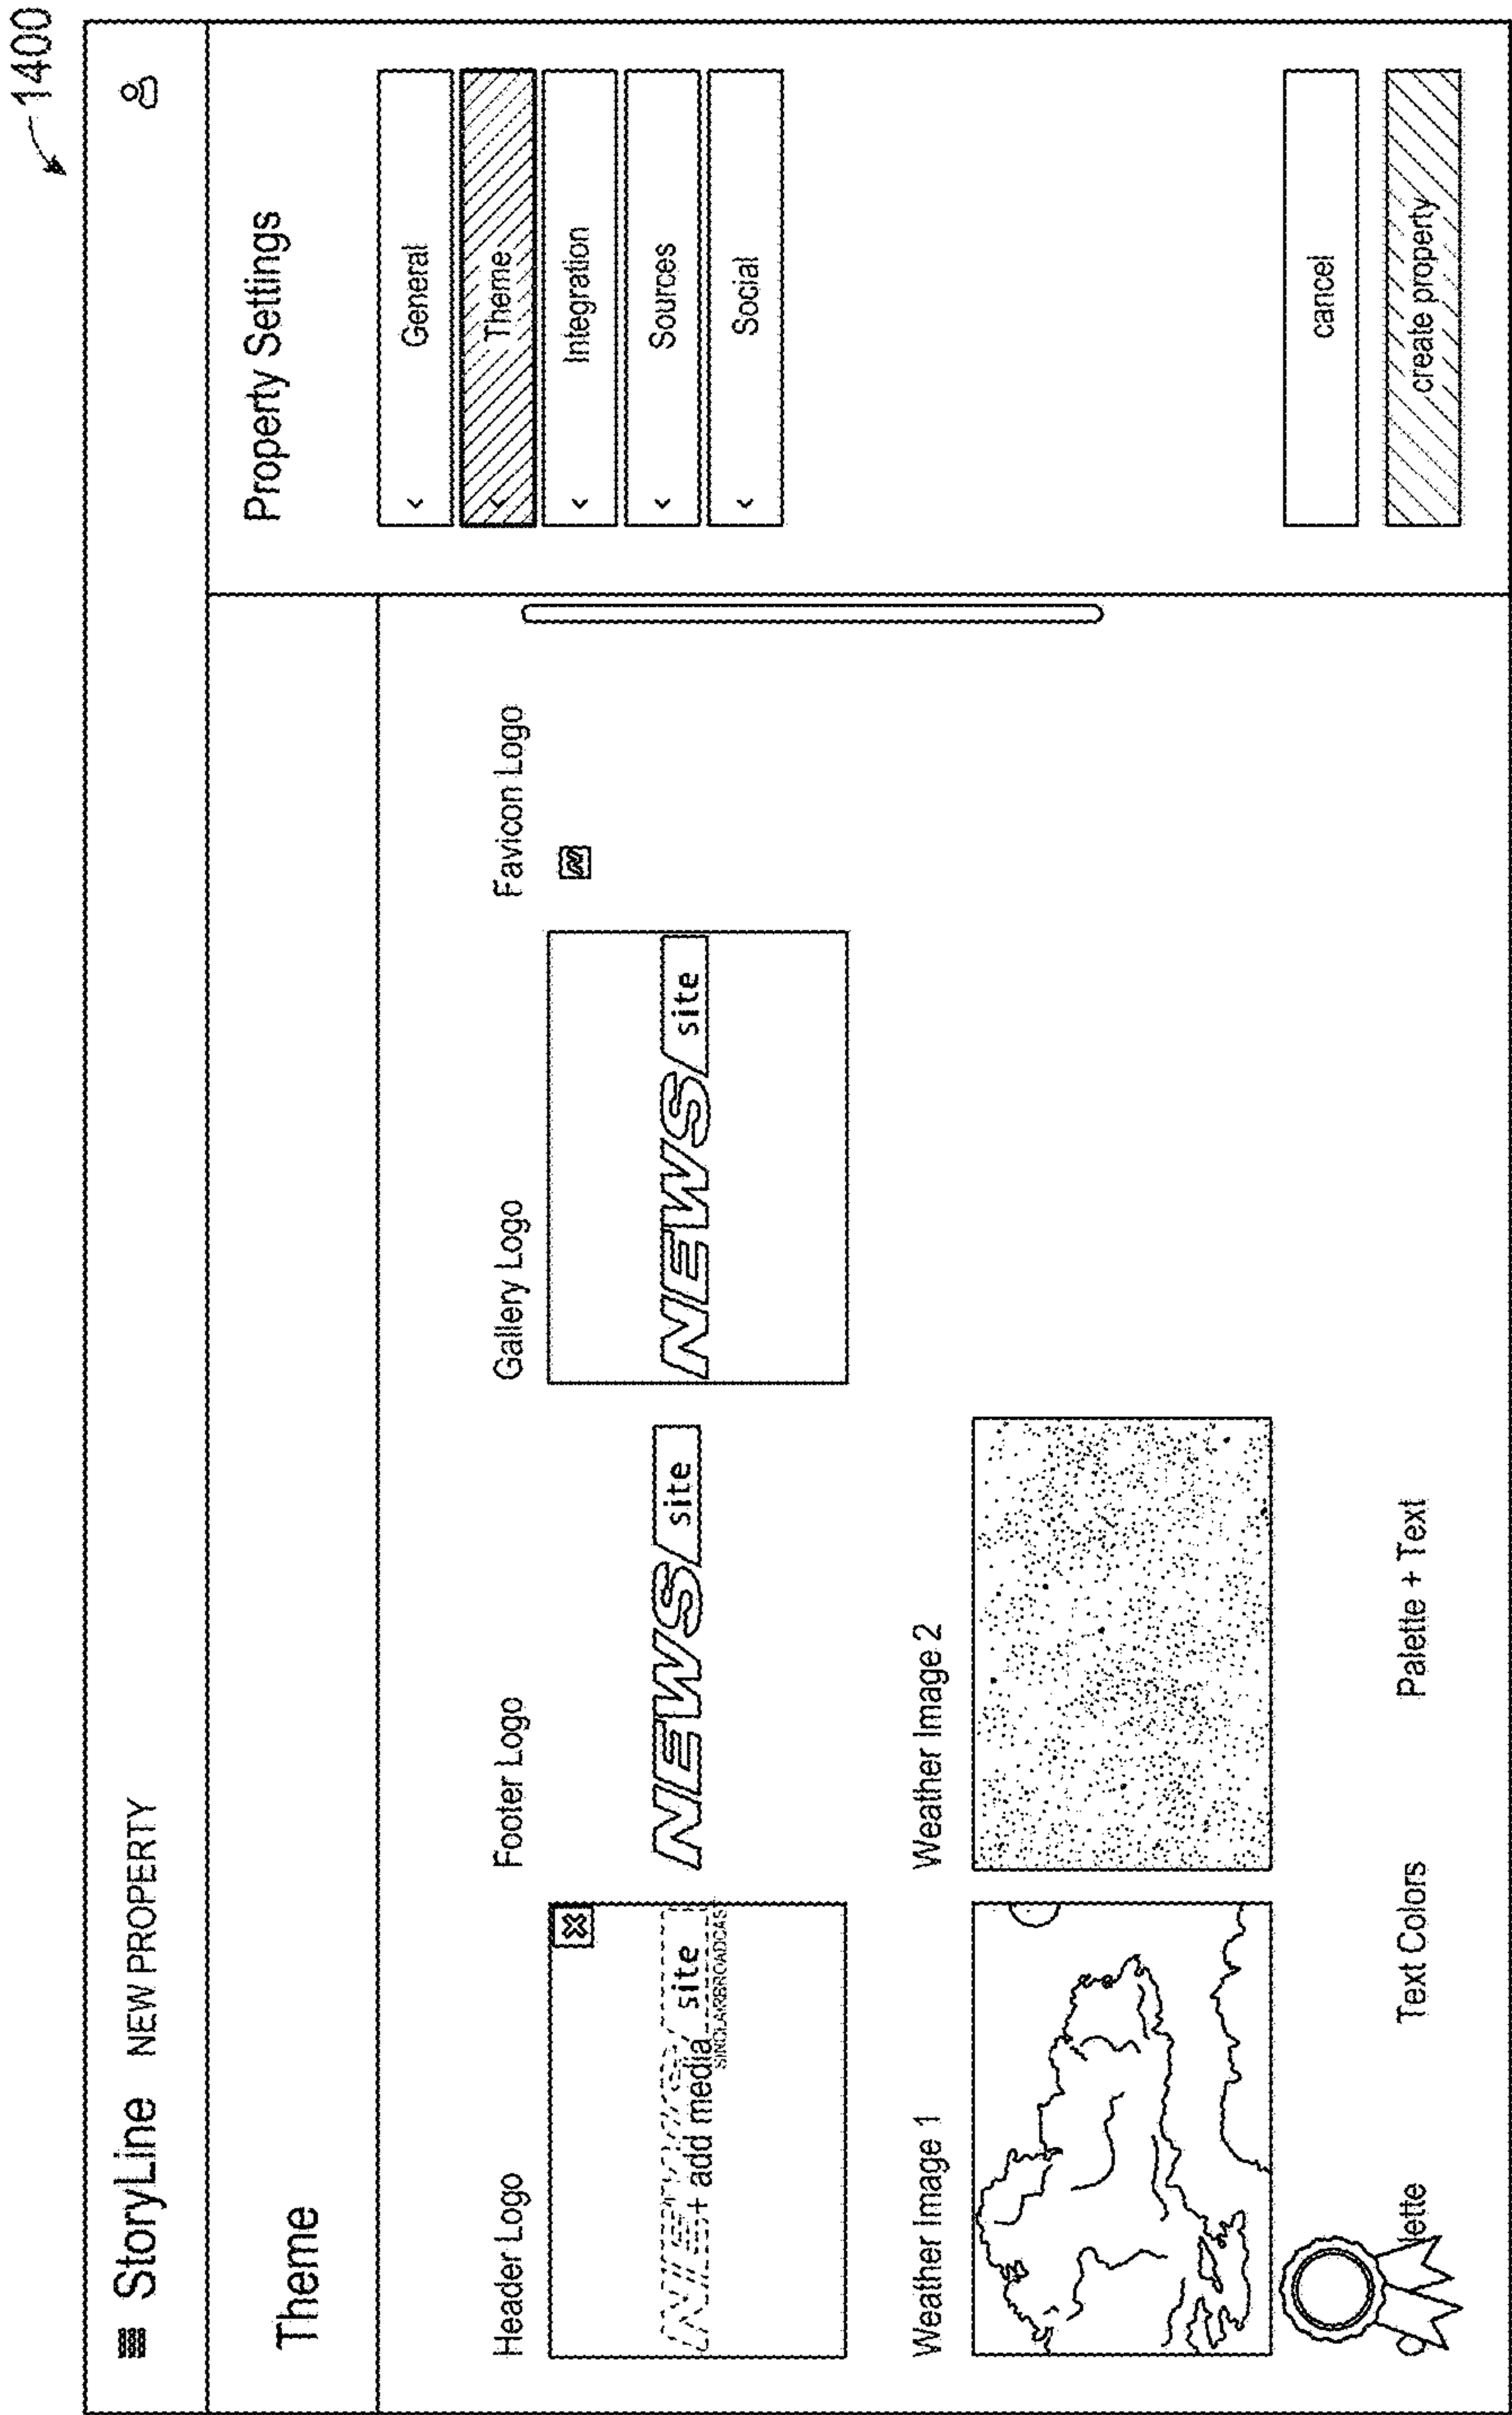 1400
StoryLine NEW PROPERTY
Theme
Header Logo
+ add media
site
SINCLAIRBROADCAS
Footer Logo
NEWS site
Gallery Logo
NEWS site
Favicon Logo
N
Weather Image 1
Weather Image 2
lette
Text Colors
Palette + Text
Property Settings
< General
< Theme
< Integration
< Sources
< Social
cancel
create property